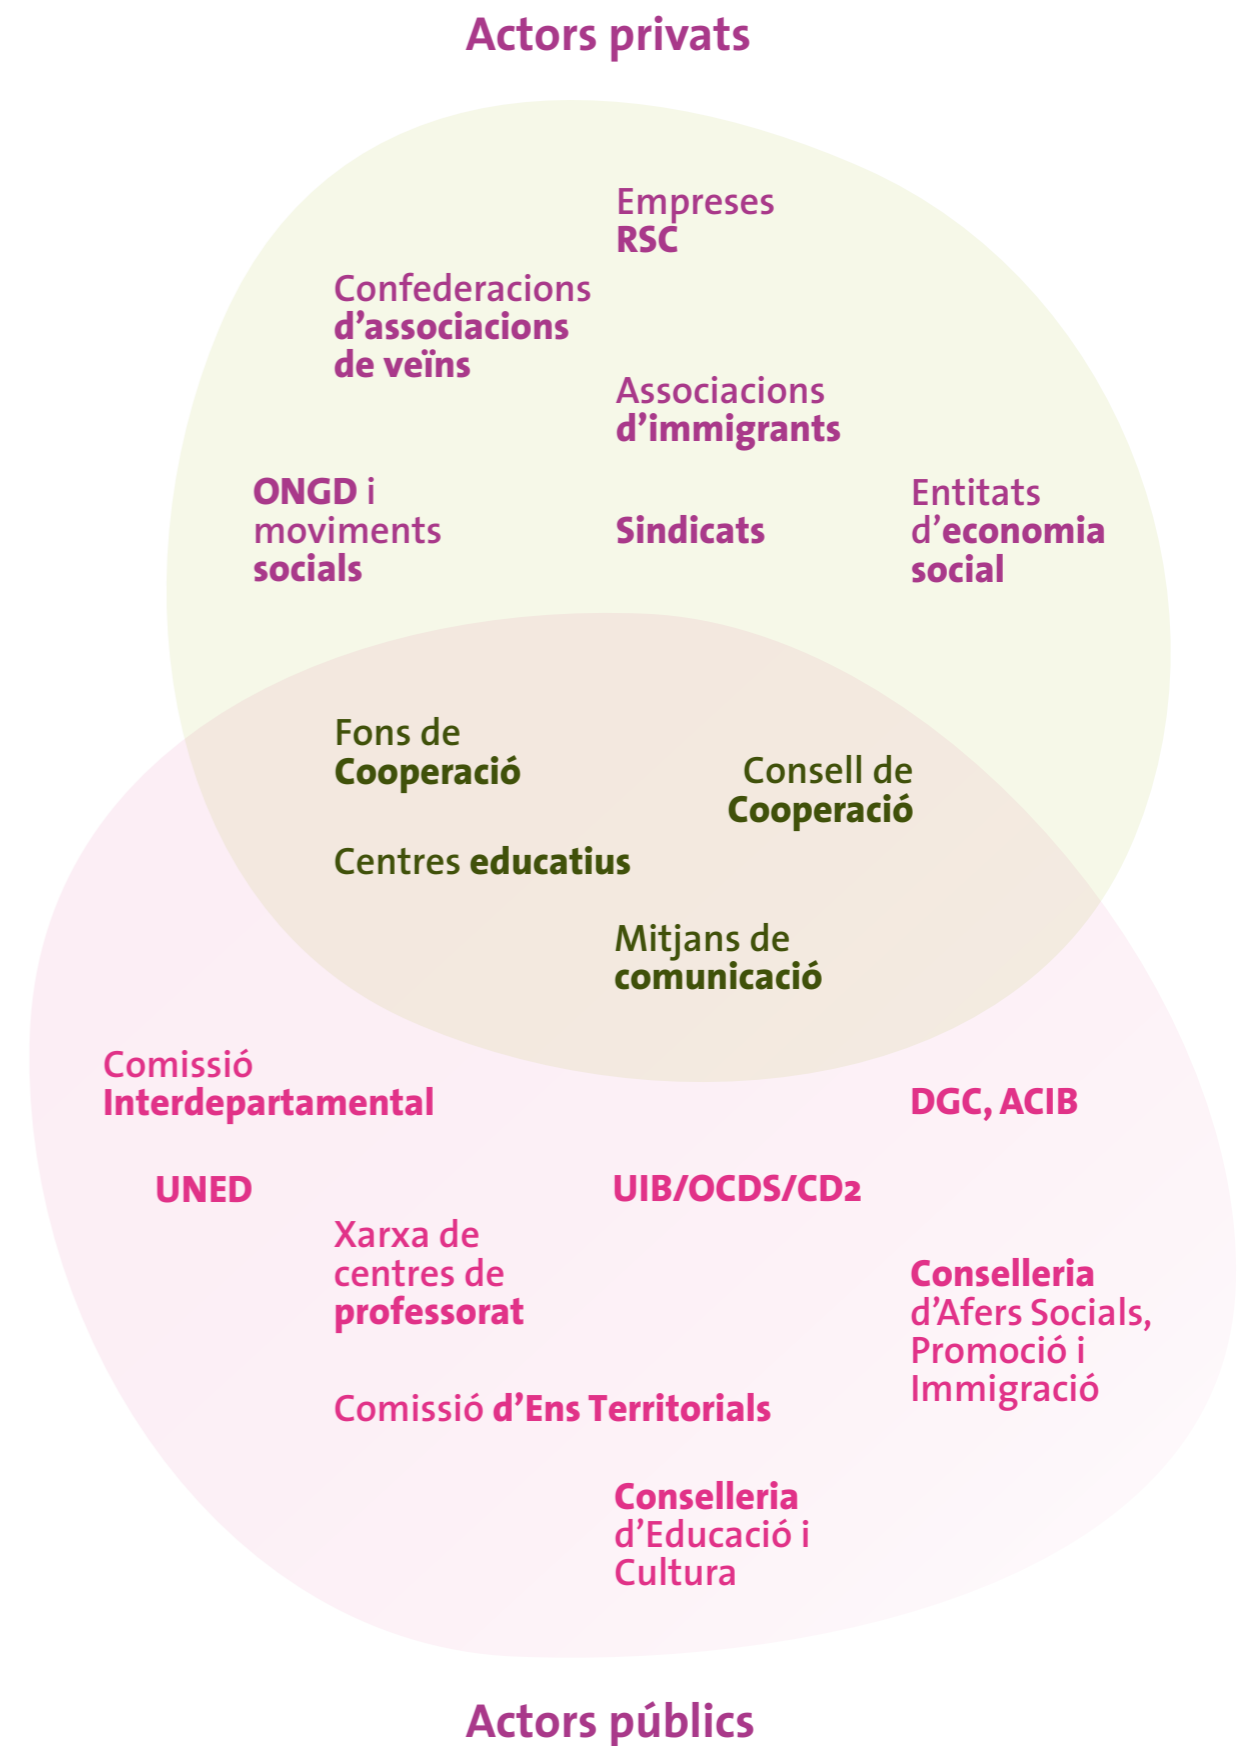 Actors privats
Empreses
RSC
Confederacions
d’associacions
de veïns
Associacions
d’immigrants
ONGD i
moviments
socials
Sindicats
Entitats
d’economia
social
Fons de
Cooperació
Consell de
Cooperació
Centres educatius
Mitjans de
comunicació
Comissió
Interdepartamental
DGC, ACIB
UNED
UIB/OCDS/CD2
Xarxa de
centres de
professorat
Conselleria
d’Afers Socials,
Promoció i
Immigració
Comissió d’Ens Territorials
Conselleria
d’Educació i
Cultura
Actors públics